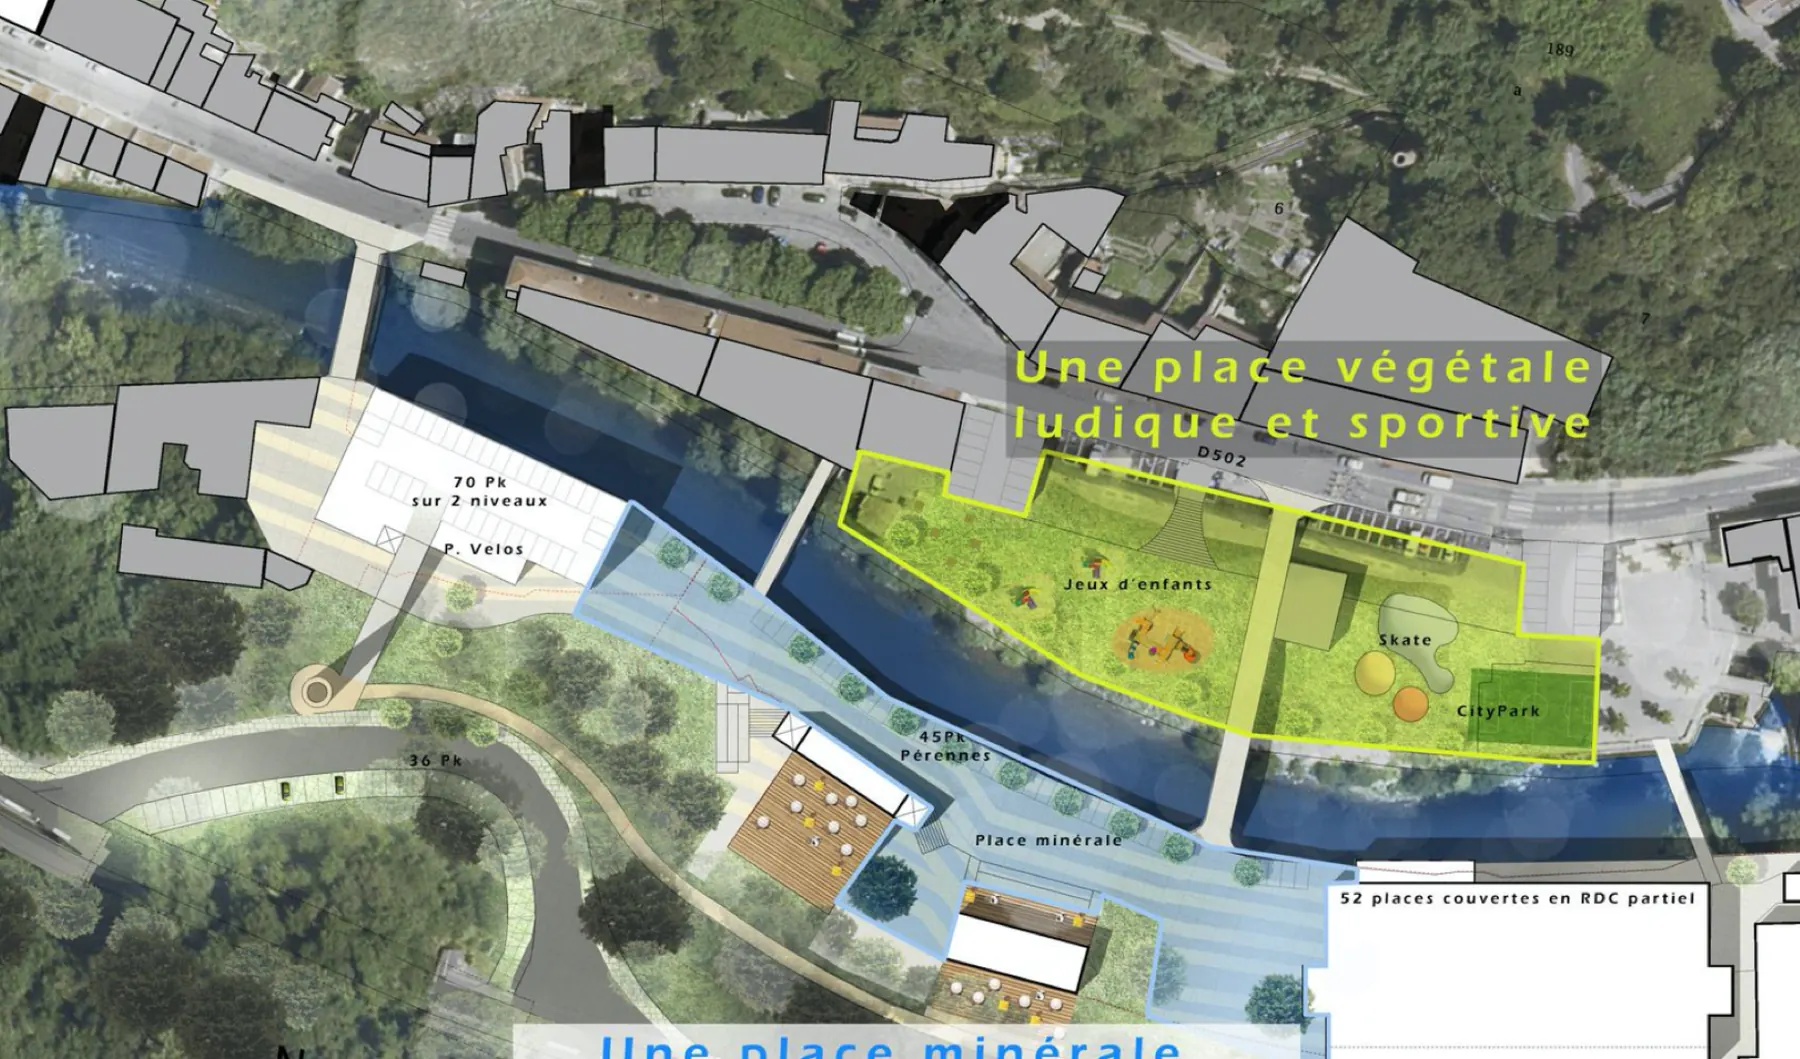 189
a
6
7
Une place végétale
ludique et sportive
D502
70 Pk
sur 2 niveaux
P. Velos
Jeux d'enfants
Skate
CityPark
45Pk
Pérennes
36 Pk
Place minérale
52 places couvertes en RDC partiel
Une place minérale